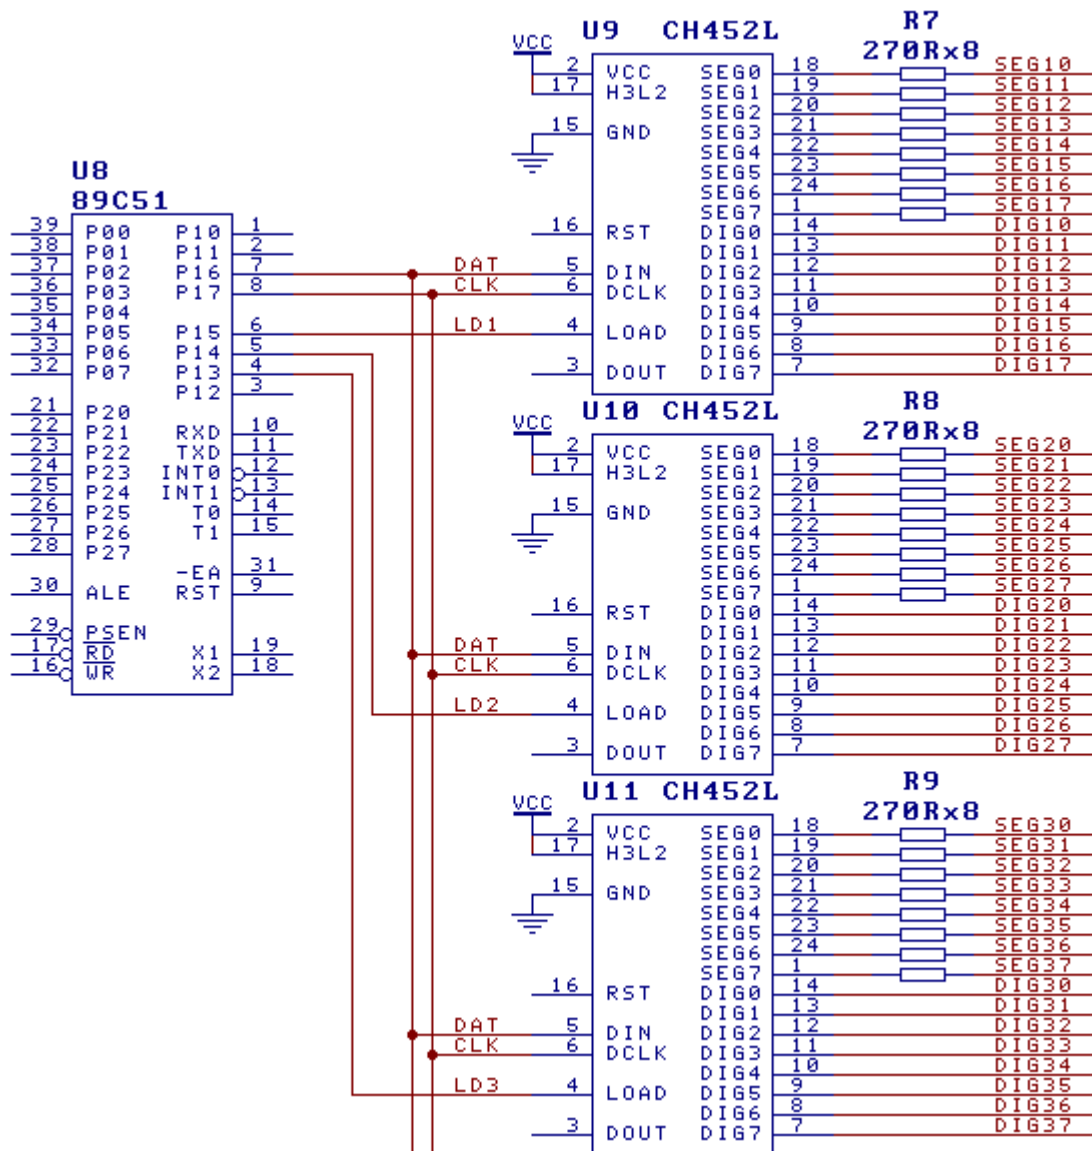 U8
89C51
39 P00 P10 1
38 P01 P11 2
37 P02 P16 7
36 P03 P17 8
35 P04
34 P05 P15 6
33 P06 P14 5
32 P07 P13 4
P12 3
21 P20
22 P21 RXD 10
23 P22 TXD 11
24 P23 INT0 12
25 P24 INT1 13
26 P25 T0 14
27 P26 T1 15
28 P27
-EA 31
30 ALE RST 9
29 PSEN
17 RD X1 19
16 WR X2 18
U9 CH452L R7
VCC 270Rx8
2 VCC SEG0 18 SEG10
17 H3L2 SEG1 19 SEG11
SEG2 20 SEG12
15 GND SEG3 21 SEG13
SEG4 22 SEG14
SEG5 23 SEG15
SEG6 24 SEG16
SEG7 1 SEG17
16 RST DIG0 14 DIG10
DIG1 13 DIG11
DAT 5 DIN DIG2 12 DIG12
CLK 6 DCLK DIG3 11 DIG13
DIG4 10 DIG14
LD1 4 LOAD DIG5 9 DIG15
DIG6 8 DIG16
3 DOUT DIG7 7 DIG17
U10 CH452L R8
VCC 270Rx8
2 VCC SEG0 18 SEG20
17 H3L2 SEG1 19 SEG21
SEG2 20 SEG22
15 GND SEG3 21 SEG23
SEG4 22 SEG24
SEG5 23 SEG25
SEG6 24 SEG26
SEG7 1 SEG27
16 RST DIG0 14 DIG20
DIG1 13 DIG21
DAT 5 DIN DIG2 12 DIG22
CLK 6 DCLK DIG3 11 DIG23
DIG4 10 DIG24
LD2 4 LOAD DIG5 9 DIG25
DIG6 8 DIG26
3 DOUT DIG7 7 DIG27
U11 CH452L R9
VCC 270Rx8
2 VCC SEG0 18 SEG30
17 H3L2 SEG1 19 SEG31
SEG2 20 SEG32
15 GND SEG3 21 SEG33
SEG4 22 SEG34
SEG5 23 SEG35
SEG6 24 SEG36
SEG7 1 SEG37
16 RST DIG0 14 DIG30
DIG1 13 DIG31
DAT 5 DIN DIG2 12 DIG32
CLK 6 DCLK DIG3 11 DIG33
DIG4 10 DIG34
LD3 4 LOAD DIG5 9 DIG35
DIG6 8 DIG36
3 DOUT DIG7 7 DIG37